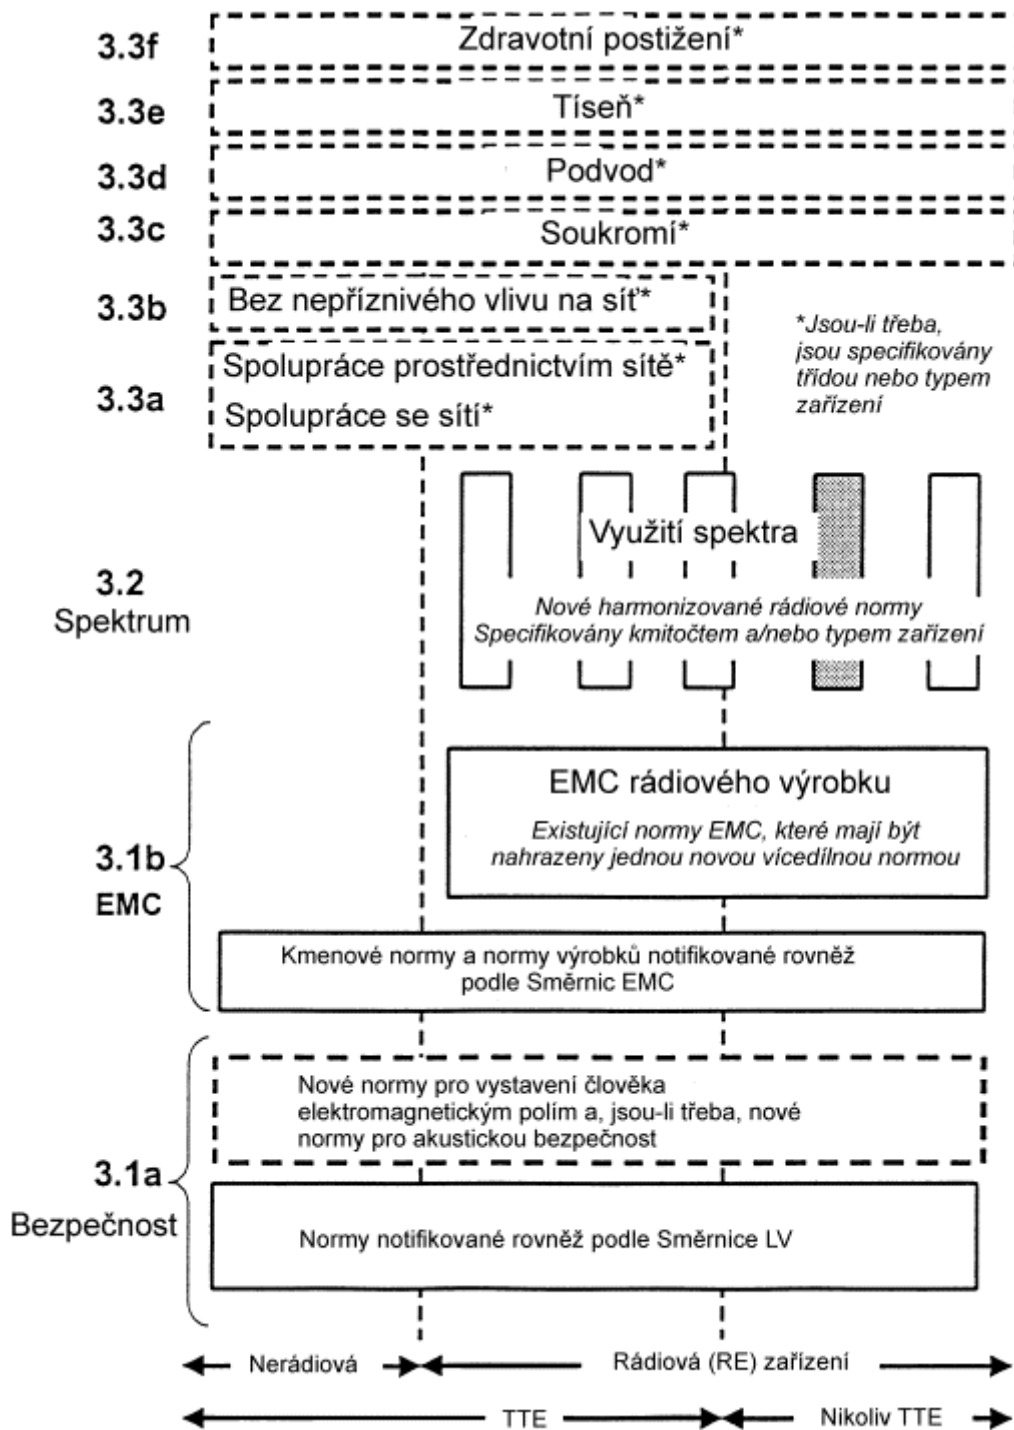 3.3f
Zdravotní postižení*
3.3e
Tíseň*
3.3d
Podvod*
3.3c
Soukromí*
3.3b
Bez nepříznivého vlivu na síť*
3.3a
Spolupráce prostřednictvím sítě*
Spolupráce se sítí*
*Jsou-li třeba,
jsou specifikovány
třídou nebo typem
zařízení
3.2
Spektrum
Využití spektra
Nové harmonizované rádiové normy
Specifikovány kmitočtem a/nebo typem zařízení
3.1b
EMC
EMC rádiového výrobku
Existující normy EMC, které mají být
nahrazeny jednou novou vícedílnou normou
Kmenové normy a normy výrobků notifikované rovněž
podle Směrnic EMC
3.1a
Bezpečnost
Nové normy pro vystavení člověka
elektromagnetickým polím a, jsou-li třeba, nové
normy pro akustickou bezpečnost
Normy notifikované rovněž podle Směrnice LV
Nerádiová
Rádiová (RE) zařízení
TTE
Nikoliv TTE